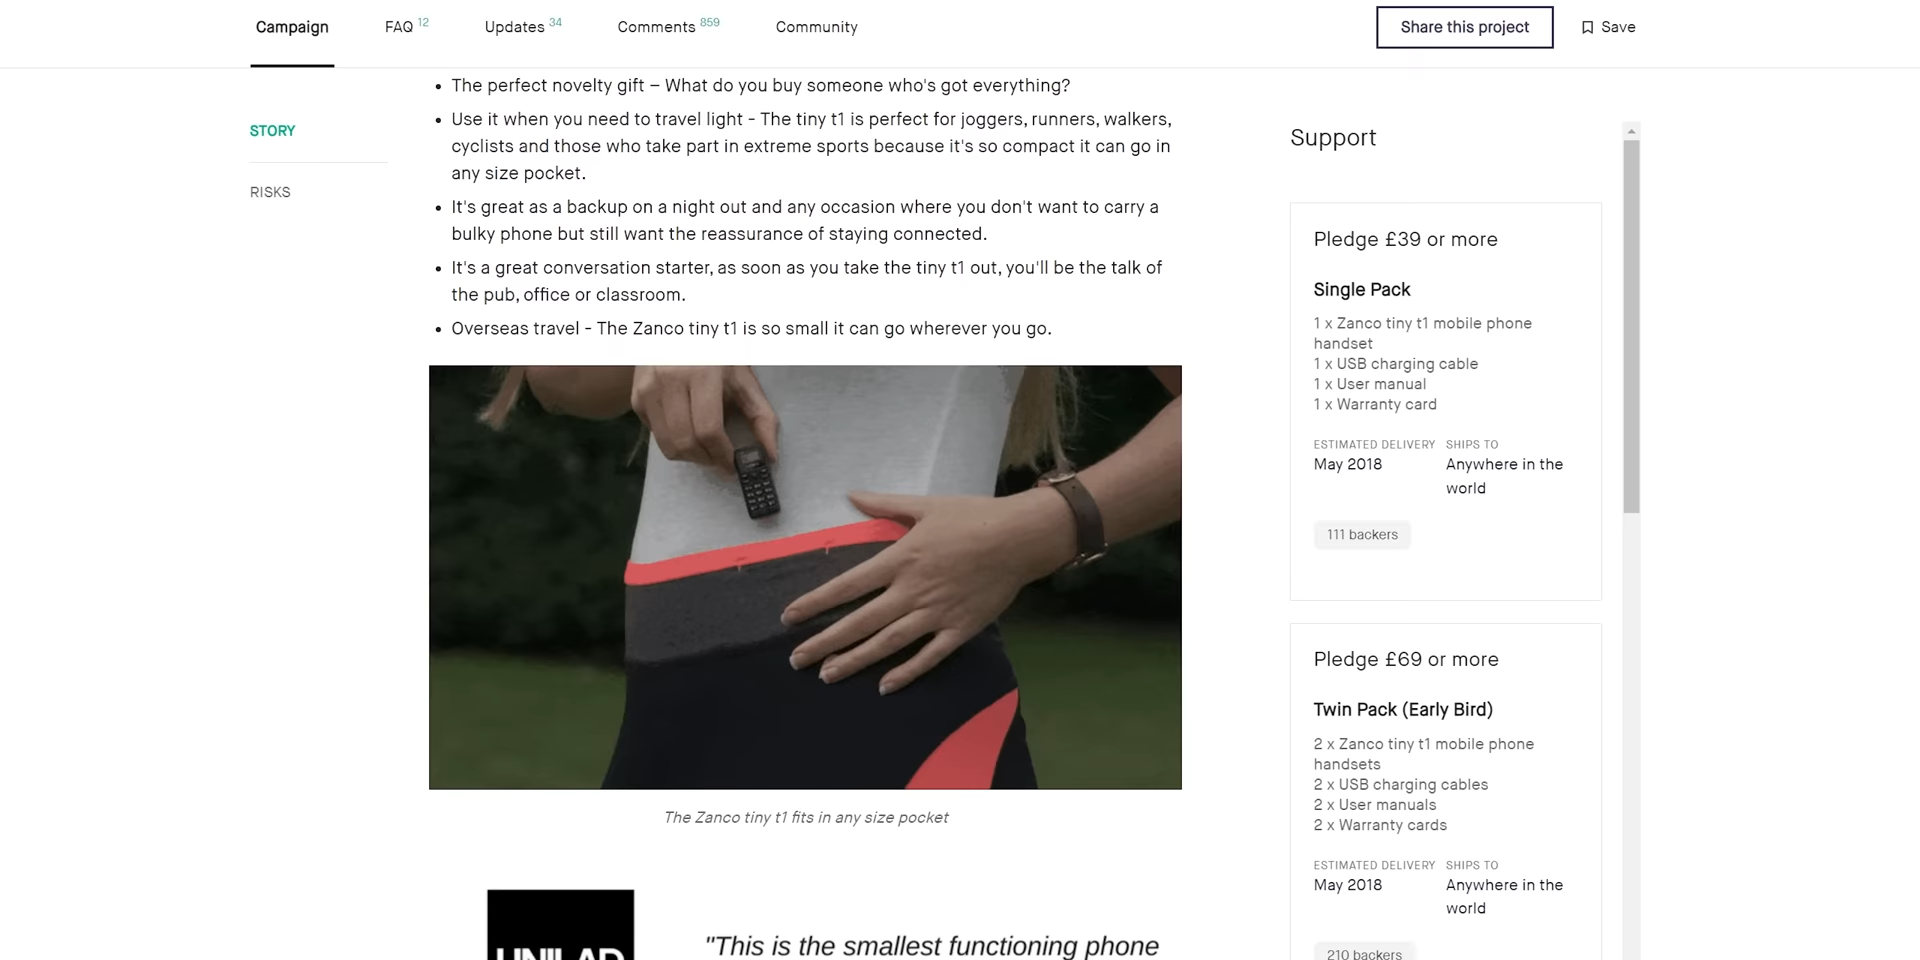 Campaign
FAQ 12
Updates 34
Comments 859
Community
Share this project
Save
STORY
RISKS
• The perfect novelty gift – What do you buy someone who's got everything?
• Use it when you need to travel light - The tiny t1 is perfect for joggers, runners, walkers,
cyclists and those who take part in extreme sports because it's so compact it can go in
any size pocket.
• It's great as a backup on a night out and any occasion where you don't want to carry a
bulky phone but still want the reassurance of staying connected.
• It's a great conversation starter, as soon as you take the tiny t1 out, you'll be the talk of
the pub, office or classroom.
• Overseas travel - The Zanco tiny t1 is so small it can go wherever you go.
The Zanco tiny t1 fits in any size pocket
UNILAD
"This is the smallest functioning phone
Support
Pledge £39 or more
Single Pack
1 x Zanco tiny t1 mobile phone
handset
1 x USB charging cable
1 x User manual
1 x Warranty card
ESTIMATED DELIVERY
May 2018
SHIPS TO
Anywhere in the
world
111 backers
Pledge £69 or more
Twin Pack (Early Bird)
2 x Zanco tiny t1 mobile phone
handsets
2 x USB charging cables
2 x User manuals
2 x Warranty cards
ESTIMATED DELIVERY
May 2018
SHIPS TO
Anywhere in the
world
210 backers